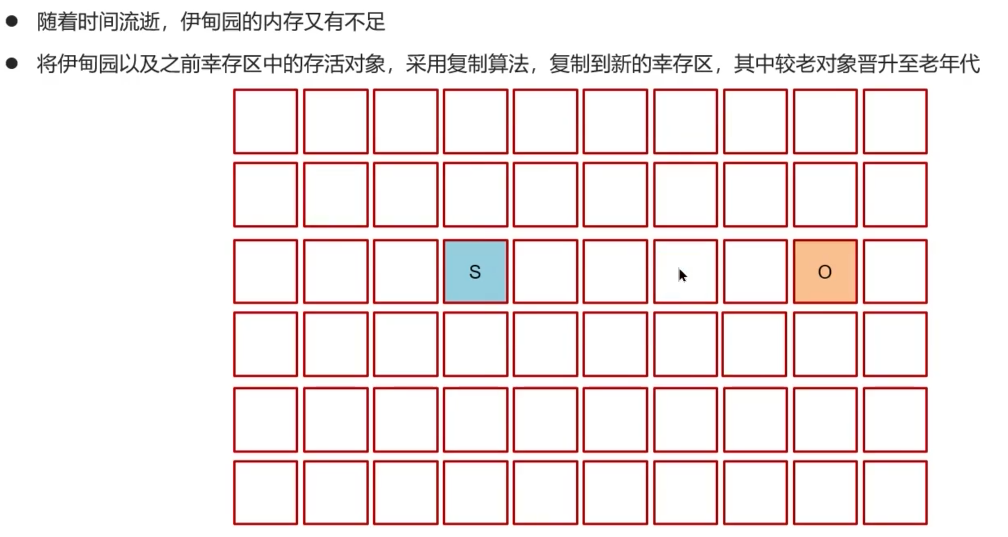 ● 随着时间流逝，伊甸园的内存又有不足
● 将伊甸园以及之前幸存区中的存活对象，采用复制算法，复制到新的幸存区，其中较老对象晋升至老年代
S
O